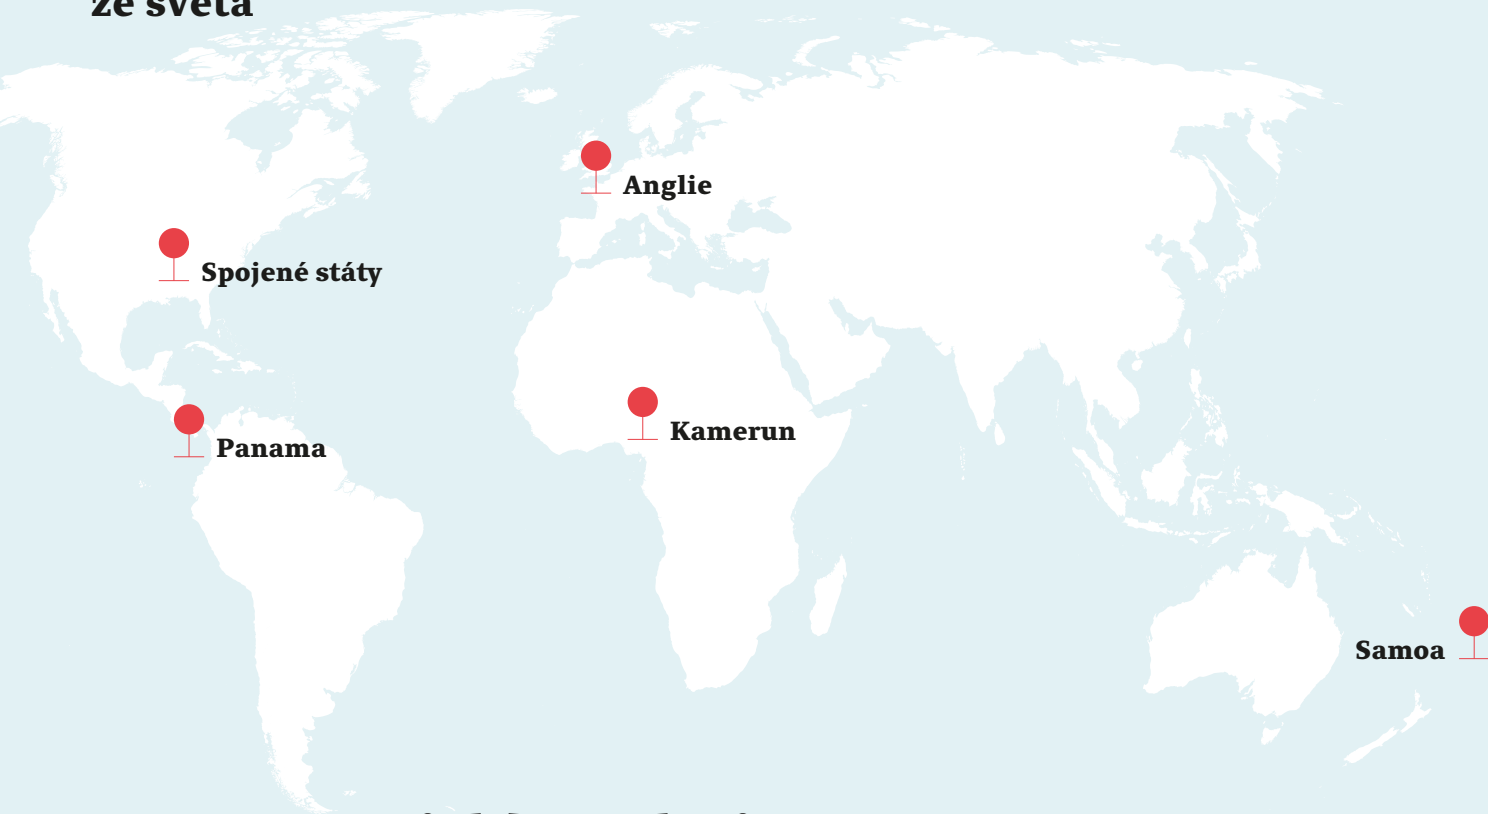 ze světa
Anglie
Spojené státy
Kamerun
Panama
Samoa